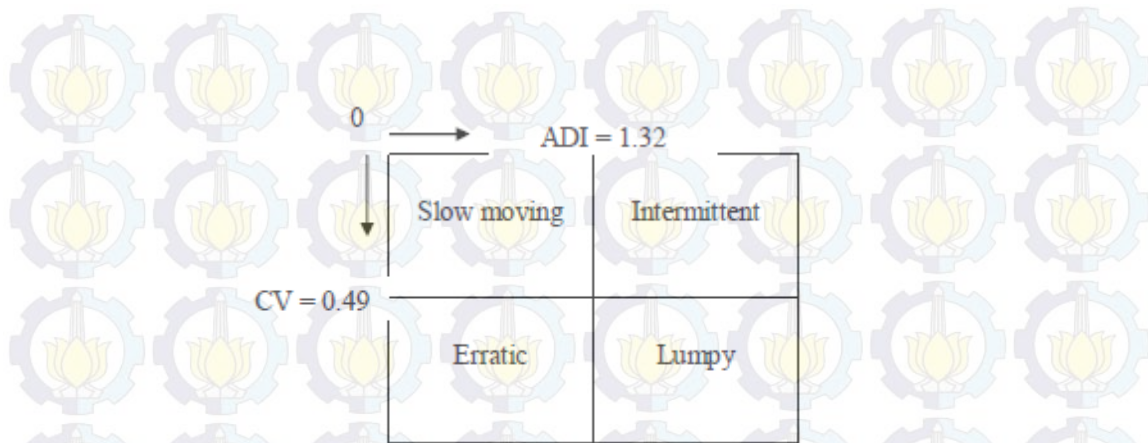 0
ADI = 1.32
Slow moving
Intermittent
CV = 0.49
Erratic
Lumpy